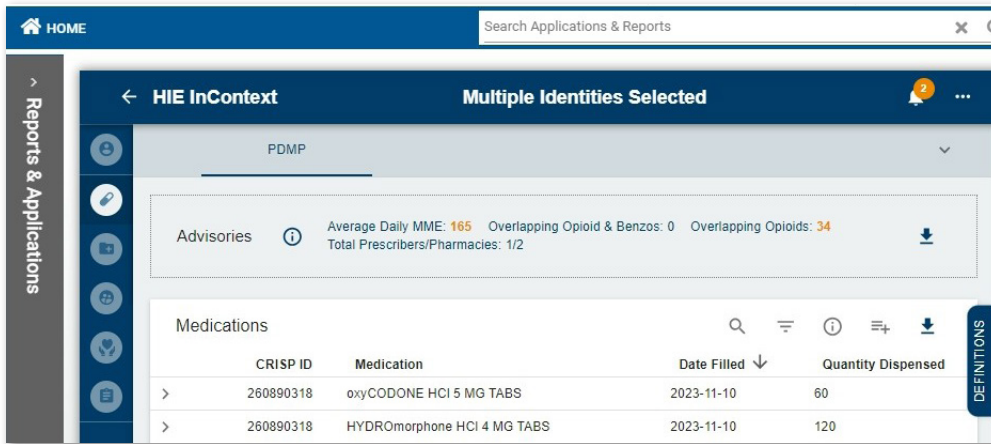 HOME
Search Applications & Reports
Reports & Applications
HIE InContext
Multiple Identities Selected
2
PDMP
Advisories
Average Daily MME: 165 Overlapping Opioid & Benzos: 0 Overlapping Opioids: 34
Total Prescribers/Pharmacies: 1/2
Medications
DEFINITIONS
CRISP ID Medication Date Filled Quantity Dispensed
260890318 oxyCODONE HCl 5 MG TABS 2023-11-10 60
260890318 HYDROmorphone HCl 4 MG TABS 2023-11-10 120